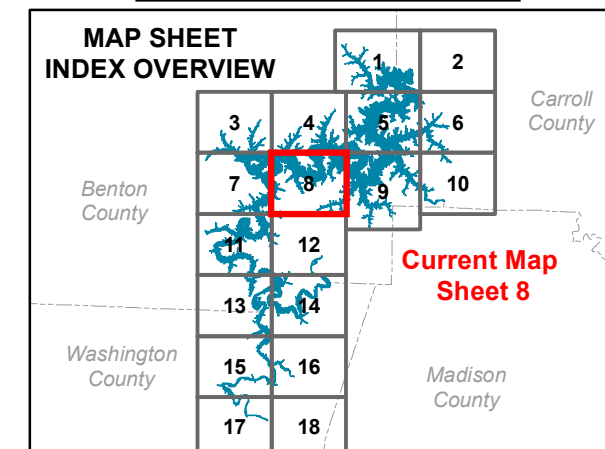 MAP SHEET
INDEX OVERVIEW
1
2
Carroll
County
3
4
5
6
Benton
County
7
8
9
10
11
12
Current Map
Sheet 8
13
14
Washington
County
15
16
Madison
County
17
18